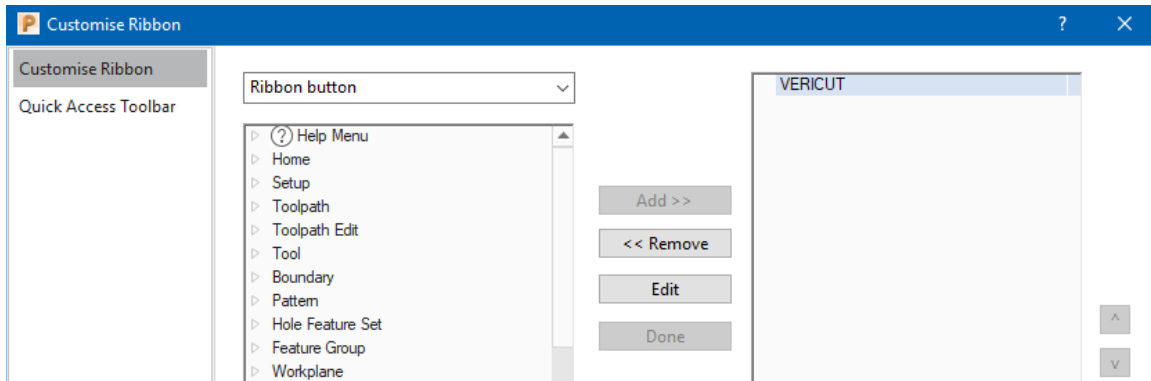 P Customise Ribbon ? ×
Customise Ribbon
Quick Access Toolbar
Ribbon button
? Help Menu
Home
Setup
Toolpath
Toolpath Edit
Tool
Boundary
Pattern
Hole Feature Set
Feature Group
Workplane
Add >>
<< Remove
Edit
Done
VERICUT
^
v